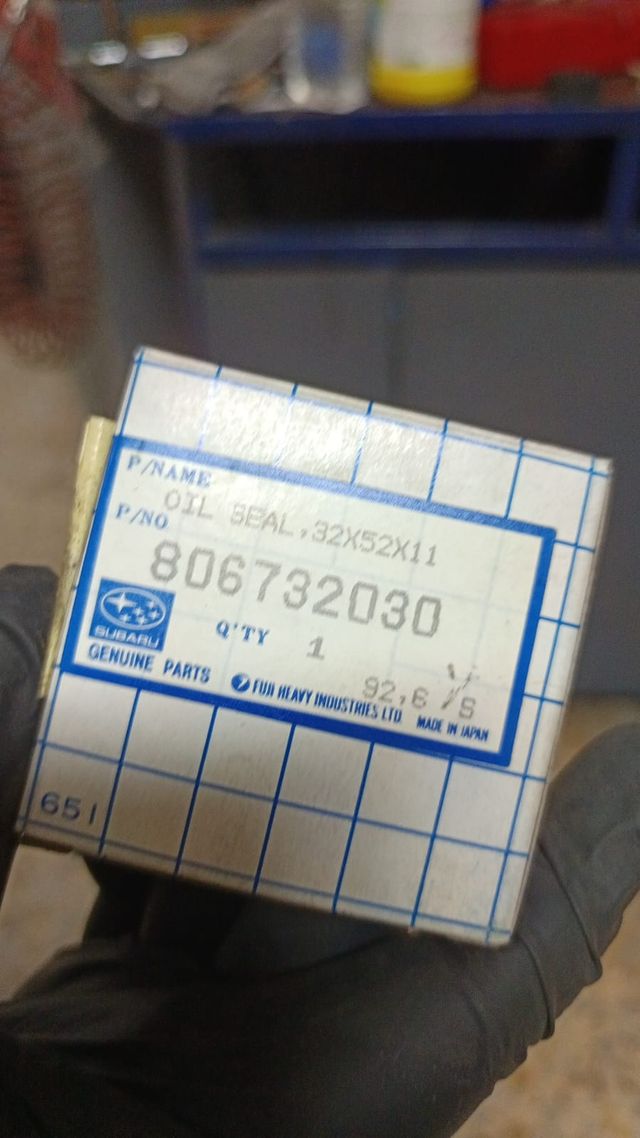 P/NAME
OIL SEAL,32X52X11
P/NO
806732030
SUBARU
Q'TY 1
GENUINE PARTS
FUJI HEAVY INDUSTRIES LTD.
92,6 S
MADE IN JAPAN
651